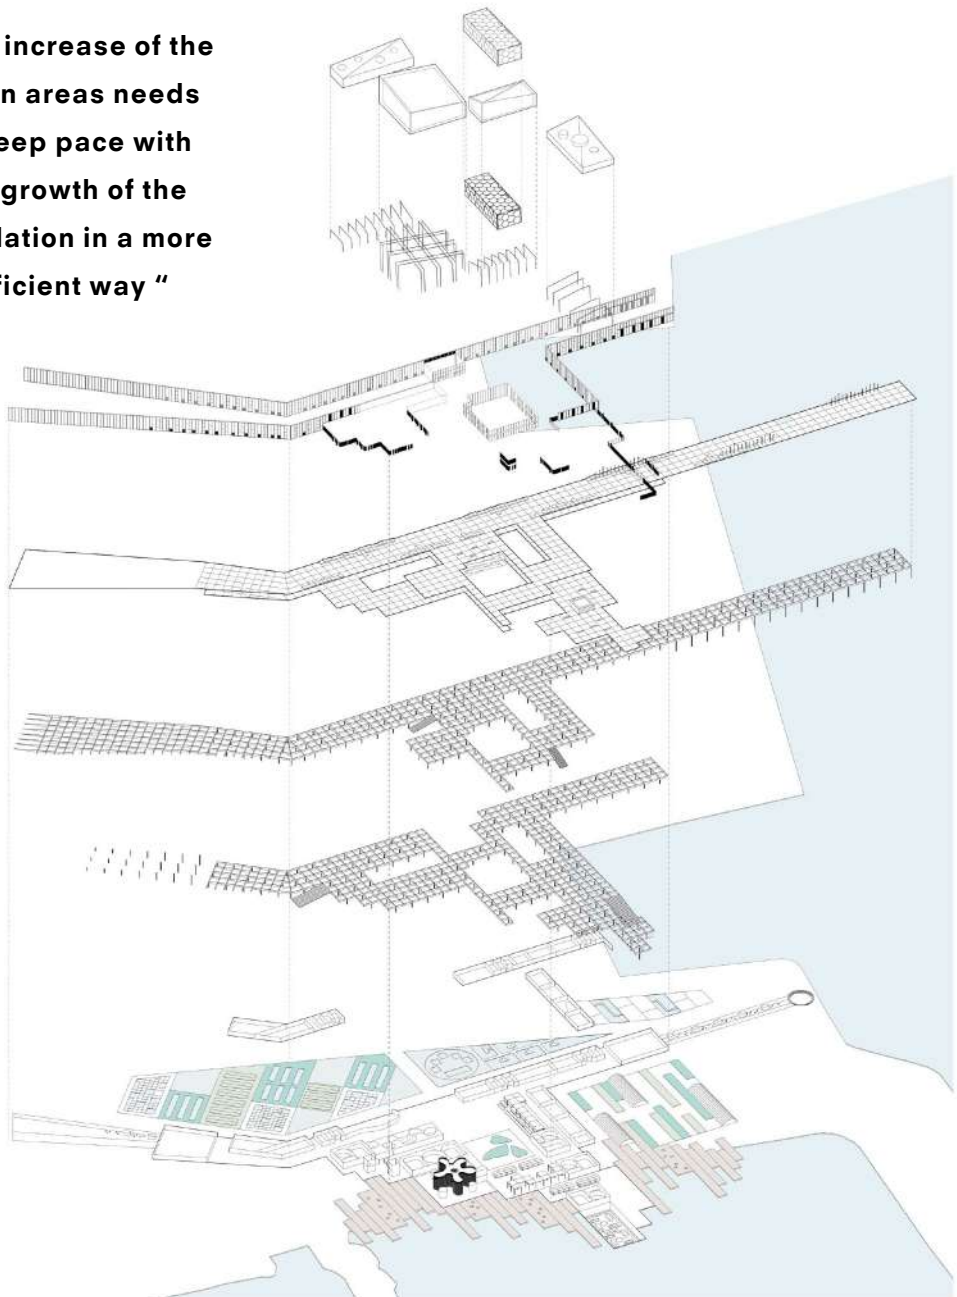 increase of the
n areas needs
eep pace with
growth of the
lation in a more
ficient way “